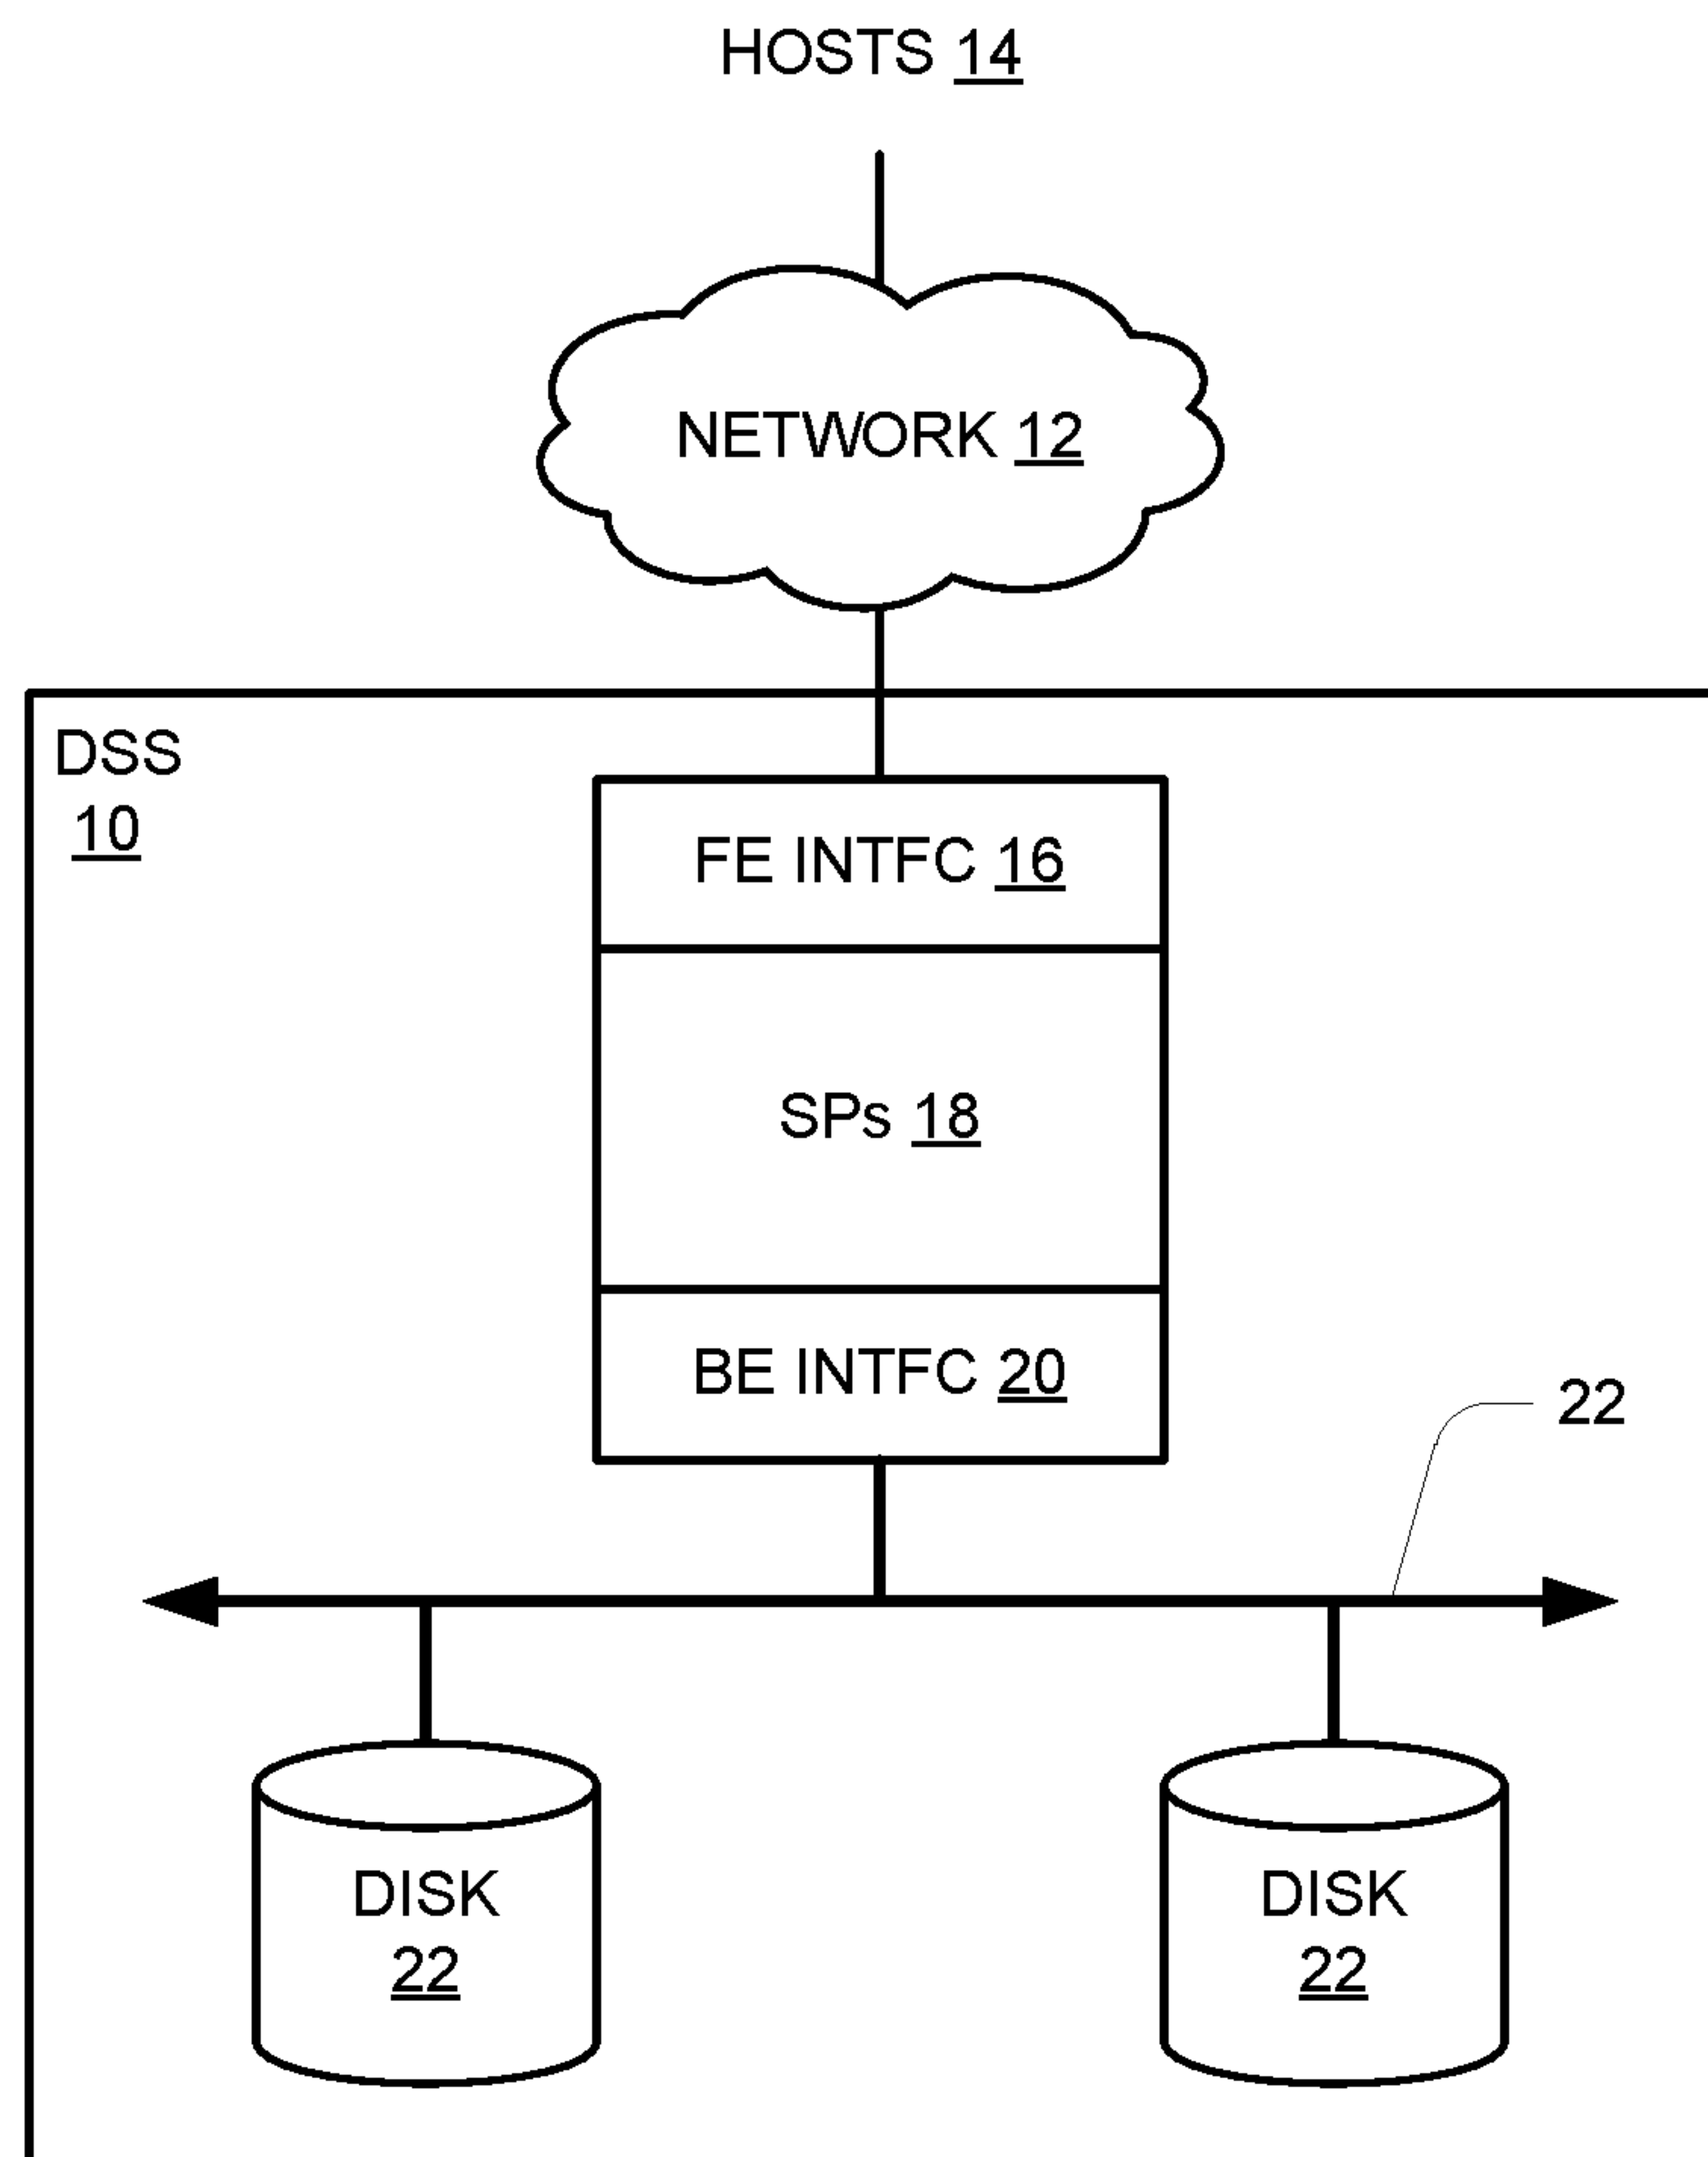 HOSTS 14
NETWORK 12
DSS
10
FE INTFC 16
SPs 18
BE INTFC 20
22
DISK
22
DISK
22